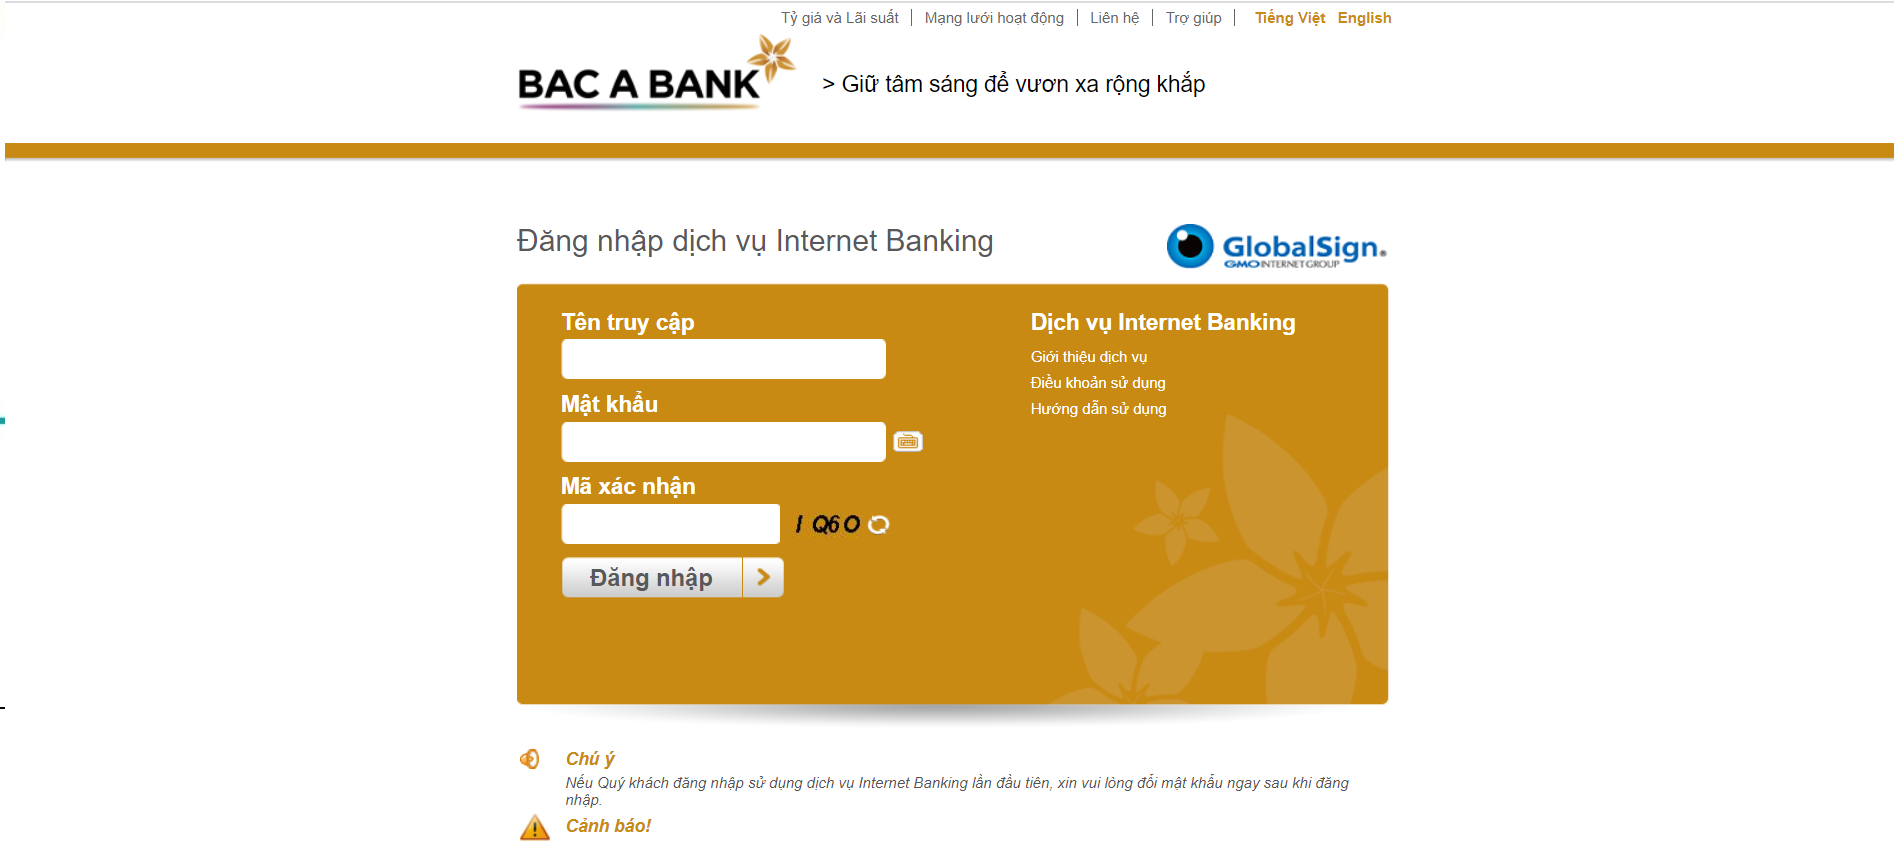 Tỷ giá và Lãi suất | Mạng lưới hoạt động | Liên hệ | Trợ giúp | Tiếng Việt English
BAC A BANK > Giữ tâm sáng để vươn xa rộng khắp
Đăng nhập dịch vụ Internet Banking
GlobalSign®
GMO INTERNET GROUP
Tên truy cập
Mật khẩu
Mã xác nhận
I Q6O
Đăng nhập
Dịch vụ Internet Banking
Giới thiệu dịch vụ
Điều khoản sử dụng
Hướng dẫn sử dụng
Chú ý
Nếu Quý khách đăng nhập sử dụng dịch vụ Internet Banking lần đầu tiên, xin vui lòng đổi mật khẩu ngay sau khi đăng
nhập.
Cảnh báo!